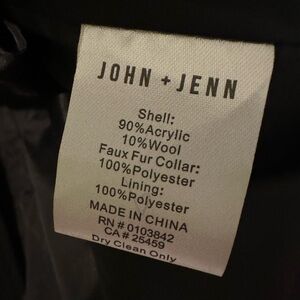 JOHN + JENN
Shell:
90%Acrylic
10%Wool
Faux Fur Collar:
100%Polyester
Lining:
100%Polyester
MADE IN CHINA
RN # 0103842
CA # 25459
Dry Clean Only